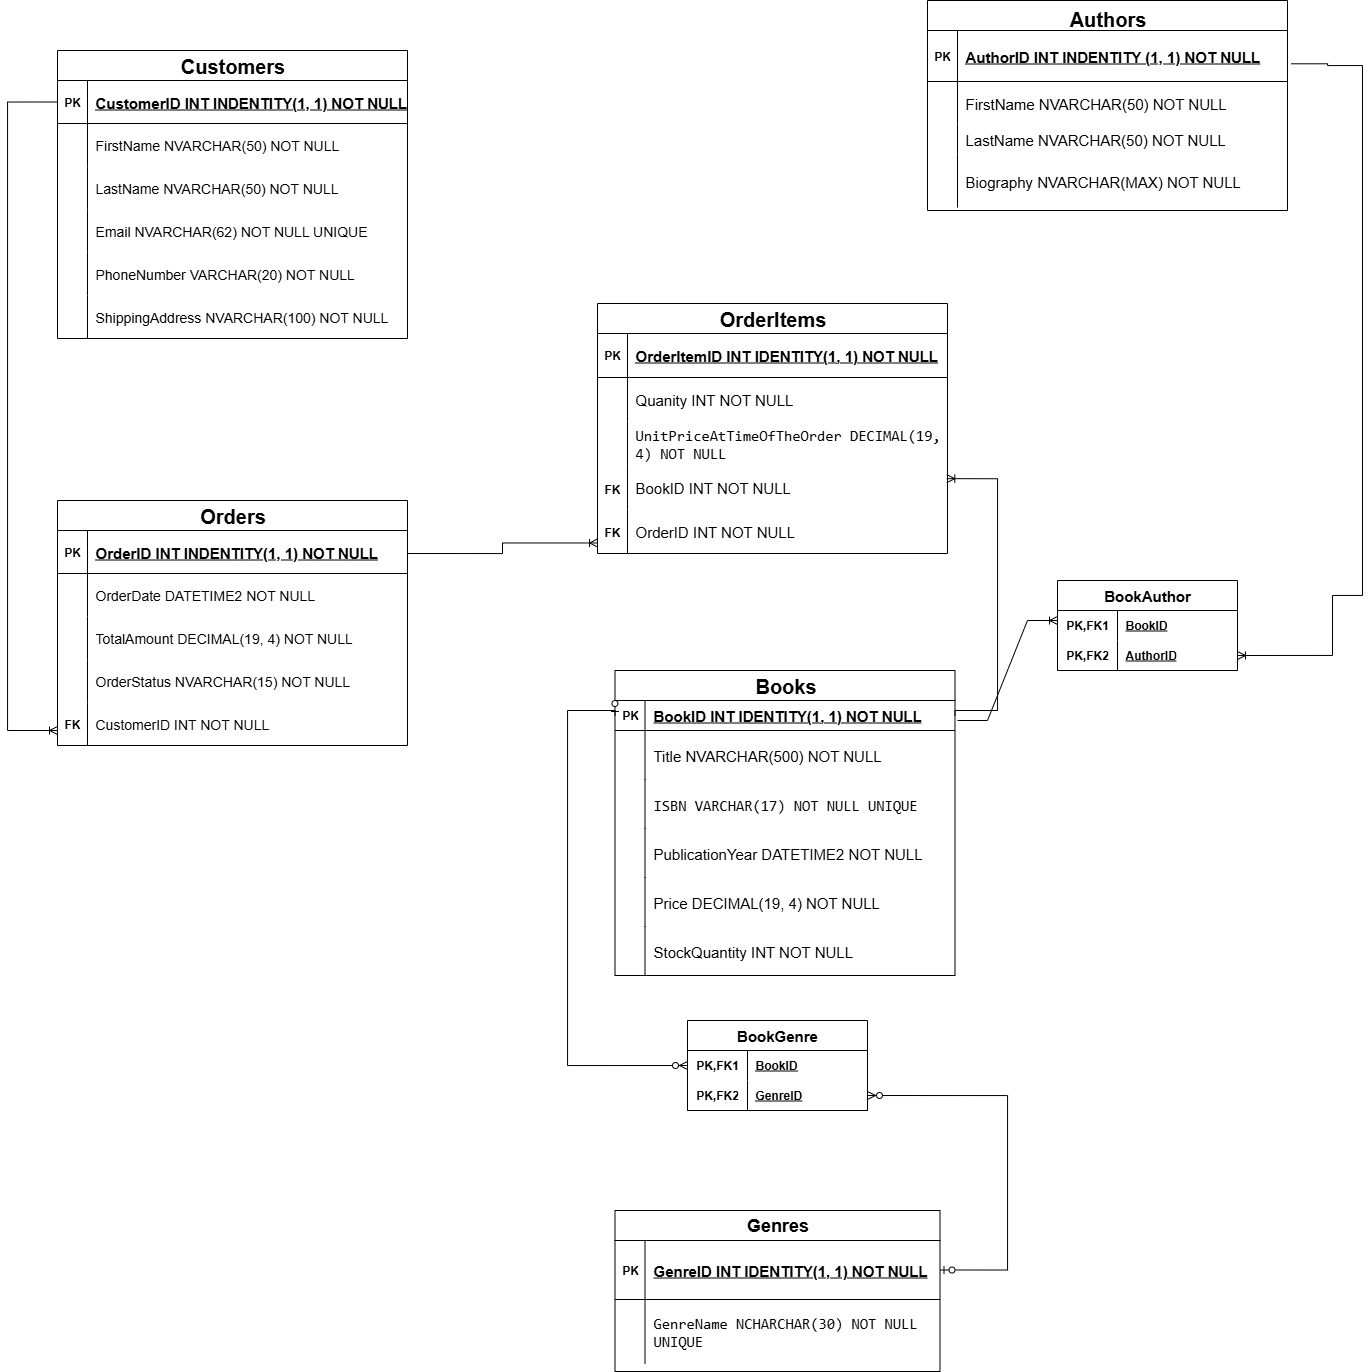 Authors
PK
AuthorID INT INDENTITY (1, 1) NOT NULL
FirstName NVARCHAR(50) NOT NULL
LastName NVARCHAR(50) NOT NULL
Biography NVARCHAR(MAX) NOT NULL
Customers
PK
CustomerID INT INDENTITY(1, 1) NOT NULL
FirstName NVARCHAR(50) NOT NULL
LastName NVARCHAR(50) NOT NULL
Email NVARCHAR(62) NOT NULL UNIQUE
PhoneNumber VARCHAR(20) NOT NULL
ShippingAddress NVARCHAR(100) NOT NULL
OrderItems
PK
OrderItemID INT IDENTITY(1, 1) NOT NULL
Quanity INT NOT NULL
UnitPriceAtTimeOfTheOrder DECIMAL(19,
4) NOT NULL
FK
BookID INT NOT NULL
FK
OrderID INT NOT NULL
Orders
PK
OrderID INT INDENTITY(1, 1) NOT NULL
OrderDate DATETIME2 NOT NULL
TotalAmount DECIMAL(19, 4) NOT NULL
OrderStatus NVARCHAR(15) NOT NULL
FK
CustomerID INT NOT NULL
BookAuthor
PK,FK1
BookID
PK,FK2
AuthorID
Books
PK
BookID INT IDENTITY(1, 1) NOT NULL
Title NVARCHAR(500) NOT NULL
ISBN VARCHAR(17) NOT NULL UNIQUE
PublicationYear DATETIME2 NOT NULL
Price DECIMAL(19, 4) NOT NULL
StockQuantity INT NOT NULL
BookGenre
PK,FK1
BookID
PK,FK2
GenreID
Genres
PK
GenreID INT IDENTITY(1, 1) NOT NULL
GenreName NCHARCHAR(30) NOT NULL
UNIQUE